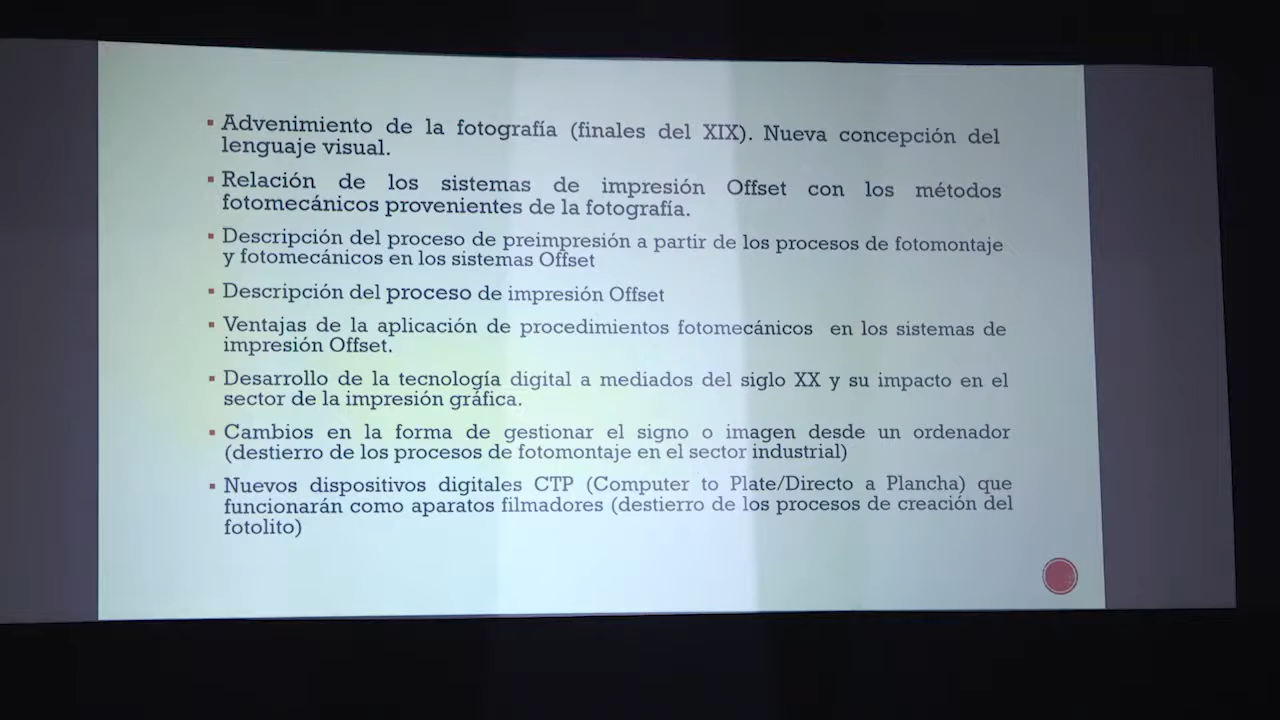 ▪ Advenimiento de la fotografía (finales del XIX). Nueva concepción del
lenguaje visual.
▪ Relación de los sistemas de impresión Offset con los métodos
fotomecánicos provenientes de la fotografía.
▪ Descripción del proceso de preimpresión a partir de los procesos de fotomontaje
y fotomecánicos en los sistemas Offset
▪ Descripción del proceso de impresión Offset
▪ Ventajas de la aplicación de procedimientos fotomecánicos en los sistemas de
impresión Offset.
▪ Desarrollo de la tecnología digital a mediados del siglo XX y su impacto en el
sector de la impresión gráfica.
▪ Cambios en la forma de gestionar el signo o imagen desde un ordenador
(destierro de los procesos de fotomontaje en el sector industrial)
▪ Nuevos dispositivos digitales CTP (Computer to Plate/Directo a Plancha) que
funcionarán como aparatos filmadores (destierro de los procesos de creación del
fotolito)